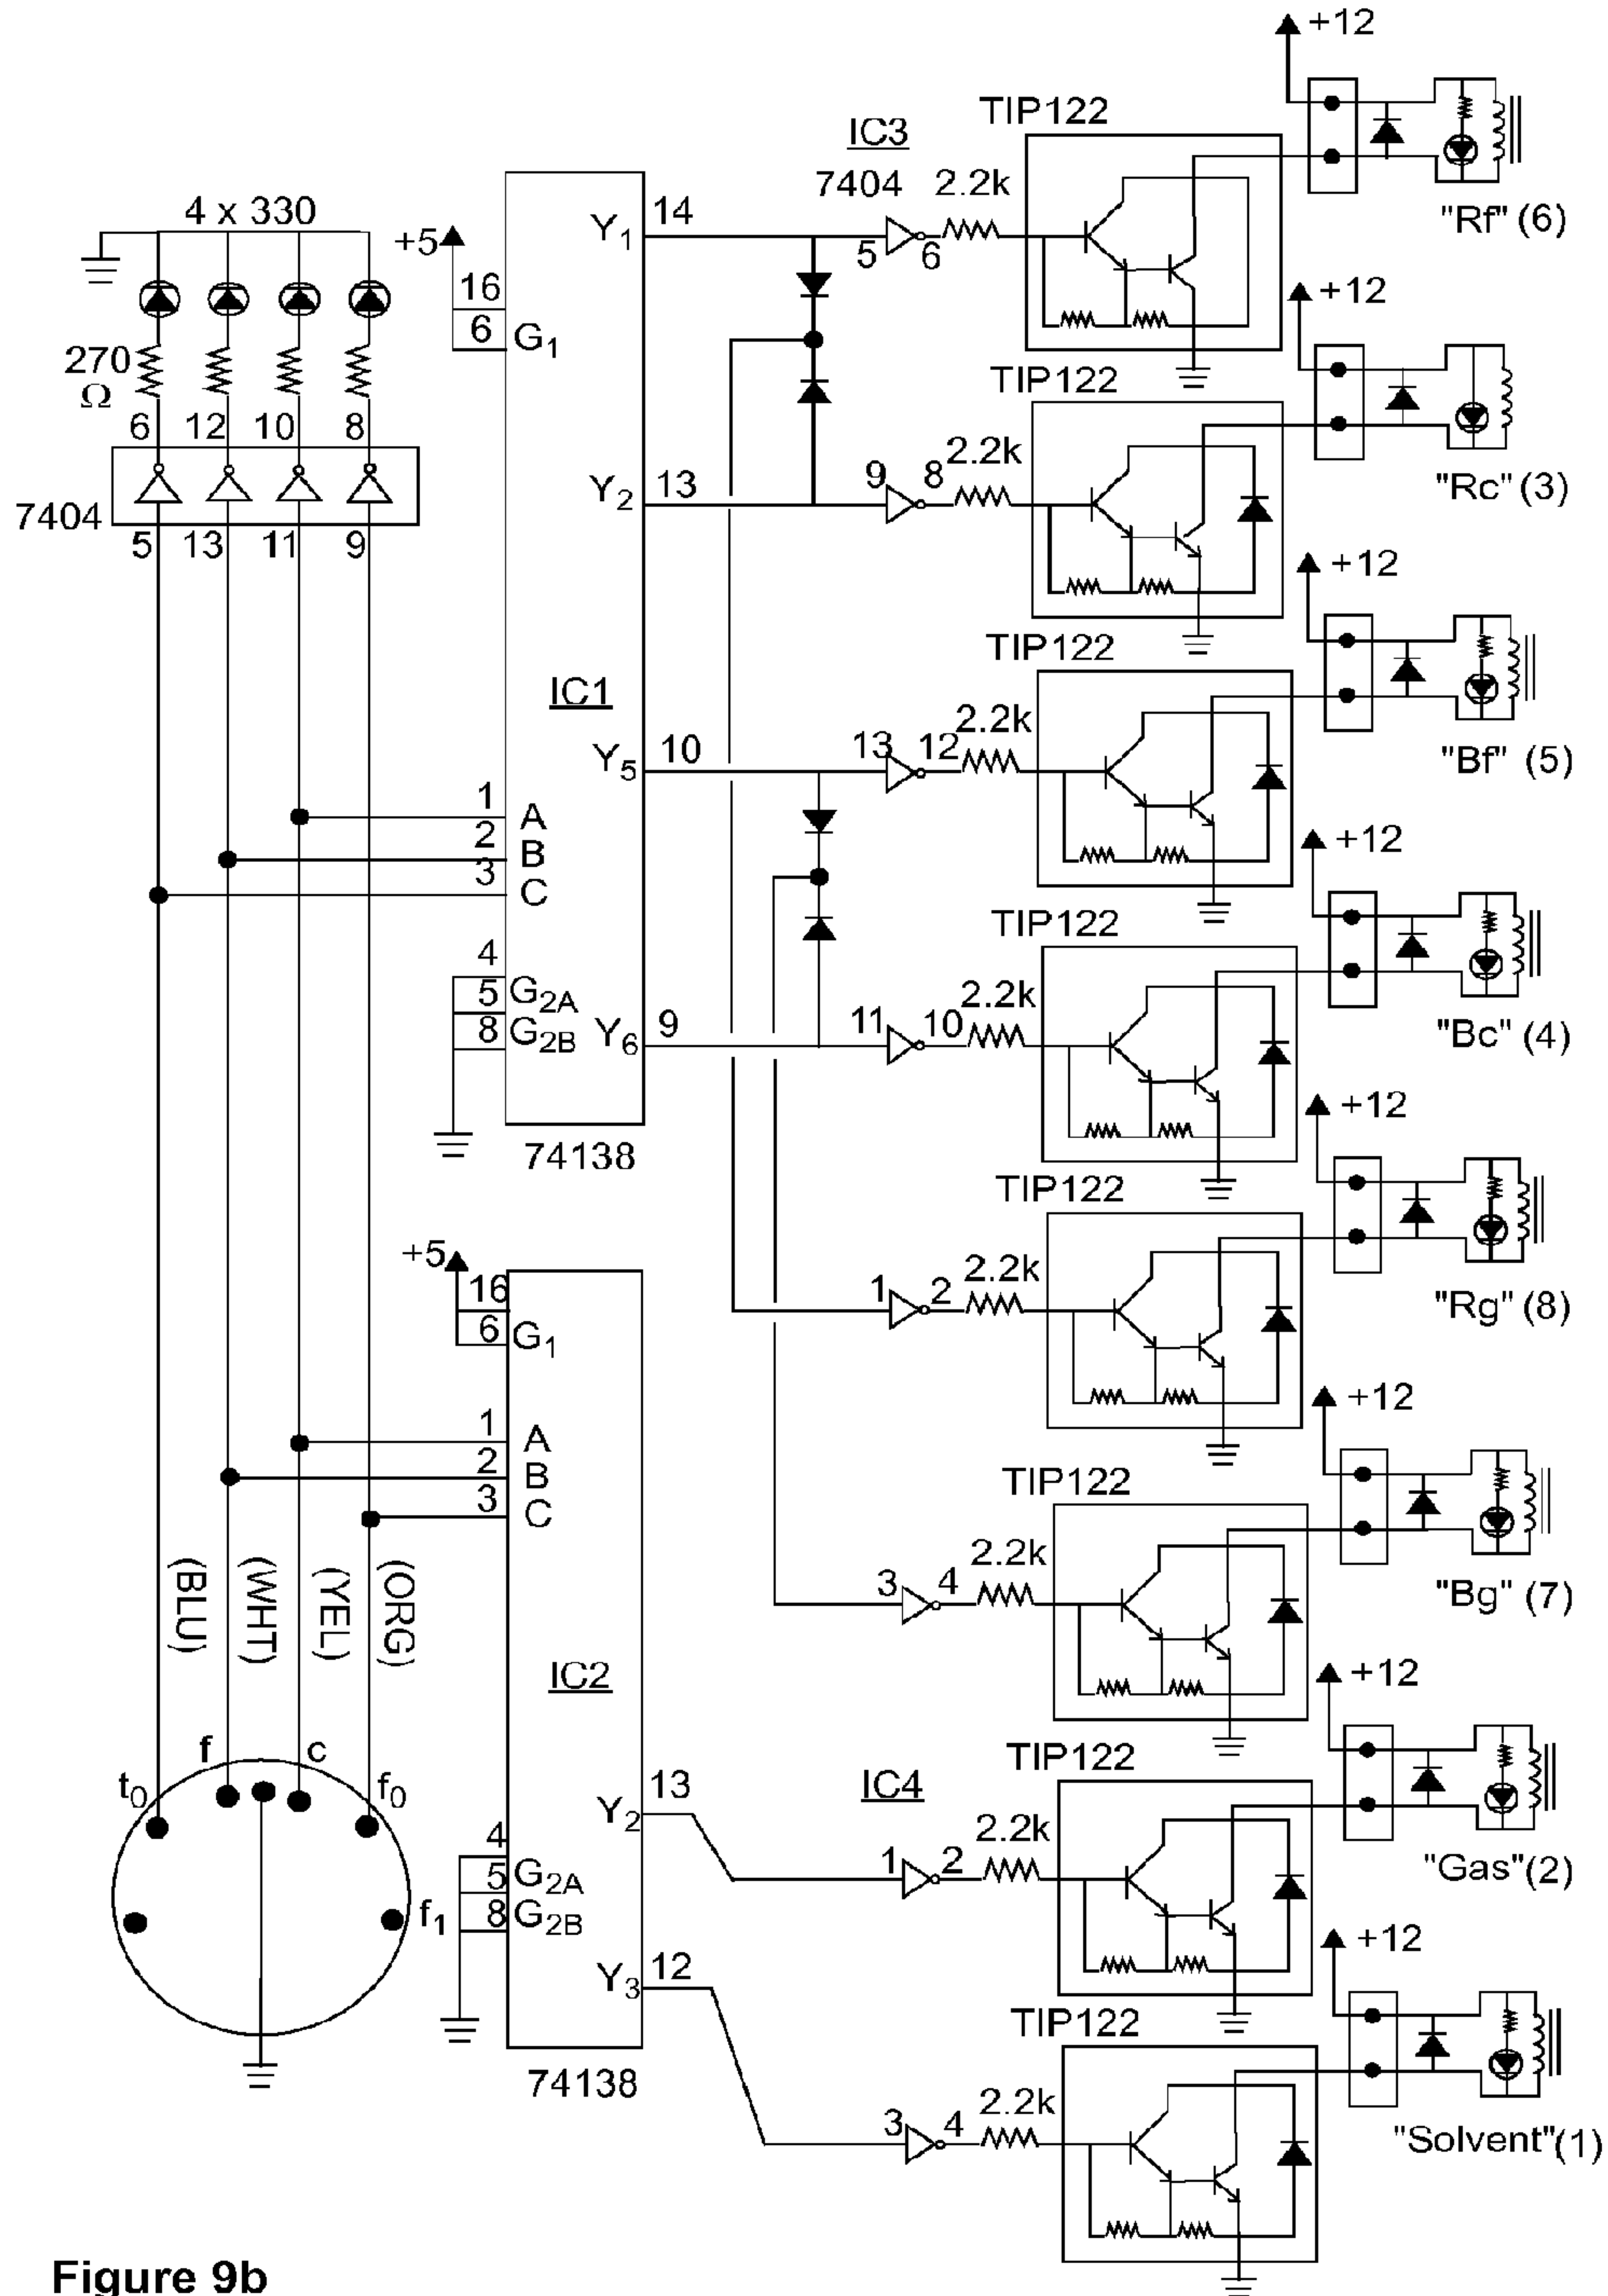 +12
TIP122
IC3
7404
2.2k
"Rf" (6)
4 x 330
+5
16
6
G1
Y1
14
5
6
+12
TIP122
270
Ω
6
12
10
8
7404
5
13
11
9
Y2
13
9
8
2.2k
"Rc" (3)
+12
TIP122
IC1
Y5
10
13
12
2.2k
"Bf" (5)
1
A
2
B
3
C
+12
TIP122
4
5
G2A
8
G2B
Y6
9
11
10
2.2k
"Bc" (4)
74138
+12
TIP122
+5
16
6
G1
1
2
2.2k
"Rg" (8)
1
A
2
B
3
C
+12
TIP122
(BLU)
(WHT)
(YEL)
(ORG)
3
4
2.2k
"Bg" (7)
IC2
+12
TIP122
t0
f
c
f0
f1
4
5
G2A
8
G2B
Y2
13
IC4
1
2
2.2k
"Gas" (2)
Y3
12
+12
TIP122
74138
3
4
2.2k
"Solvent" (1)
Figure 9b